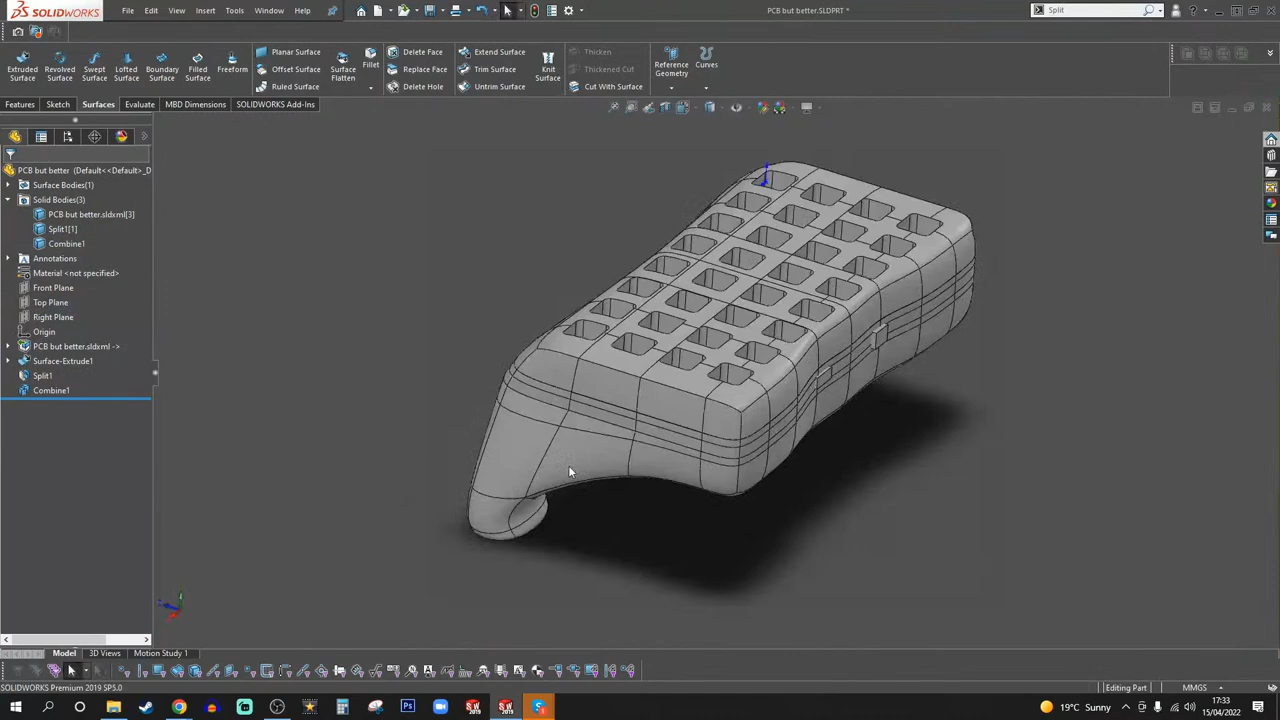 SOLIDWORKS
File Edit View Insert Tools Window Help
PCB but better.SLDPRT *
Split
Extruded Surface
Revolved Surface
Swept Surface
Lofted Surface
Boundary Surface
Filled Surface
Freeform
Planar Surface
Offset Surface
Ruled Surface
Surface Flatten
Fillet
Delete Face
Replace Face
Delete Hole
Extend Surface
Trim Surface
Untrim Surface
Knit Surface
Thicken
Thickened Cut
Cut With Surface
Reference Geometry
Curves
Features Sketch Surfaces Evaluate MBD Dimensions SOLIDWORKS Add-Ins
PCB but better (Default<<Default>_D
Surface Bodies(1)
Solid Bodies(3)
PCB but better.sldxml[3]
Split1[1]
Combine1
Annotations
Material <not specified>
Front Plane
Top Plane
Right Plane
Origin
PCB but better.sldxml ->
Surface-Extrude1
Split1
Combine1
Model 3D Views Motion Study 1
SOLIDWORKS Premium 2019 SP5.0
Editing Part
MMGS
19°C Sunny
17:33
15/04/2022